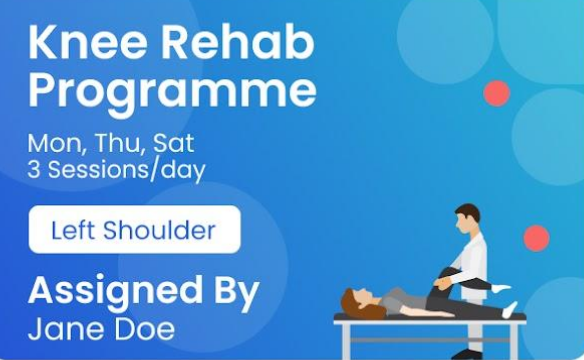 Knee Rehab
Programme
Mon, Thu, Sat
3 Sessions/day
Left Shoulder
Assigned By
Jane Doe